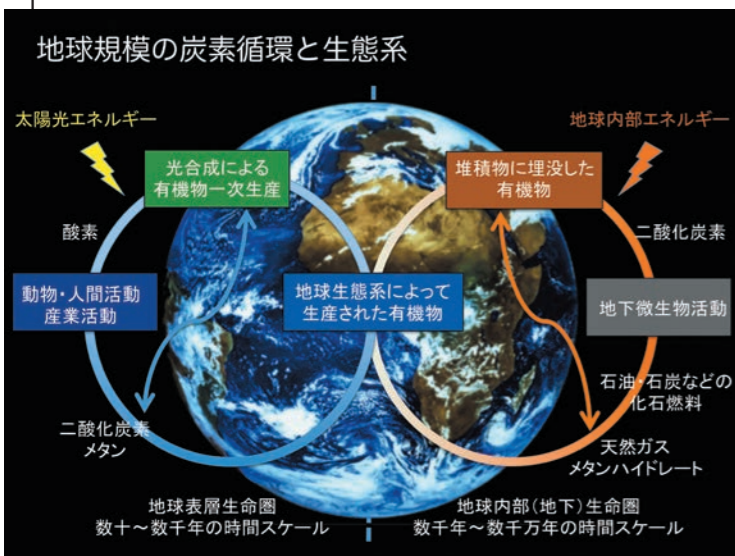 地球規模の炭素循環と生態系
太陽光エネルギー
地球内部エネルギー
光合成による
有機物一次生産
堆積物に埋没した
有機物
酸素
二酸化炭素
動物・人間活動
産業活動
地球生態系によって
生産された有機物
地下微生物活動
石油・石炭などの
化石燃料
二酸化炭素
メタン
天然ガス
メタンハイドレート
地球表層生命圏
数十～数千年の時間スケール
地球内部(地下)生命圏
数千年～数千万年の時間スケール